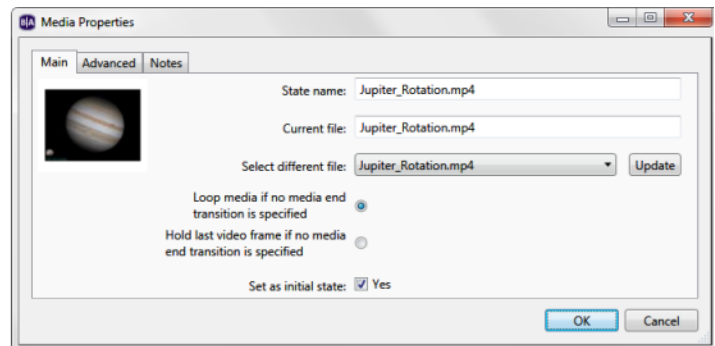 B|A Media Properties
Main Advanced Notes
State name: Jupiter_Rotation.mp4
Current file: Jupiter_Rotation.mp4
Select different file: Jupiter_Rotation.mp4 Update
Loop media if no media end
transition is specified
Hold last video frame if no media
end transition is specified
Set as initial state: Yes
OK Cancel